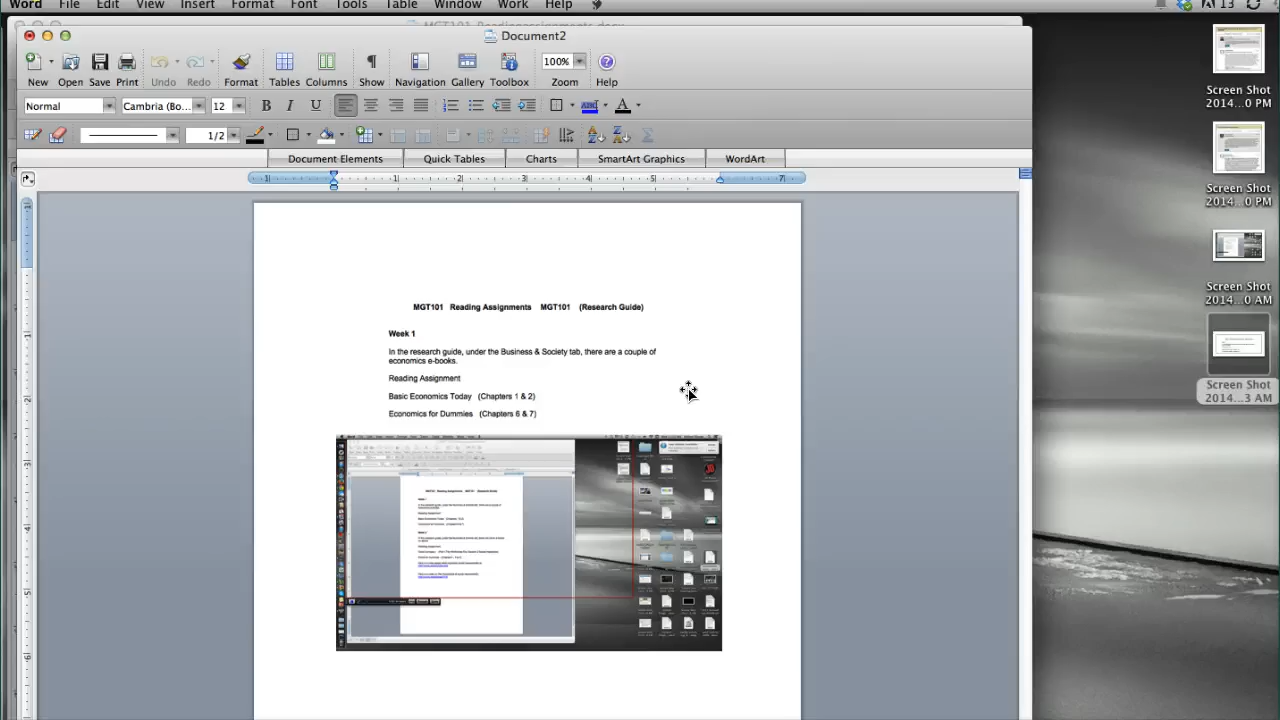 Word File Edit View Insert Format Font Tools Table Window Work Help
13
Document2
New Open Save Print Undo Redo Format Tables Columns Show Navigation Gallery Toolbox Zoom Help
100%
Normal Cambria (Bo... 12
1/2
Document Elements Quick Tables Charts SmartArt Graphics WordArt
MGT101 Reading Assignments MGT101 (Research Guide)
Week 1
In the research guide, under the Business & Society tab, there are a couple of
economics e-books.
Reading Assignment
Basic Economics Today (Chapters 1 & 2)
Economics for Dummies (Chapters 6 & 7)
Screen Shot
2014...0 PM
Screen Shot
2014...0 PM
Screen Shot
2014...0 AM
Screen Shot
2014...3 AM